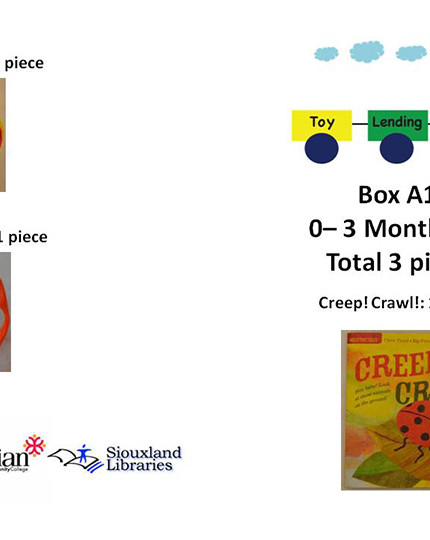 piece
1 piece
Siouxland
Libraries
Toy
Lending
Box A1
0– 3 Month
Total 3 pi
Creep! Crawl!:
CREEP
CR